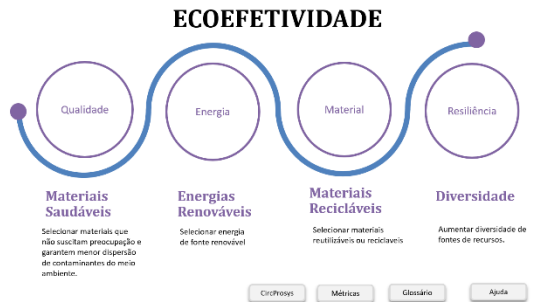 ECOEFETIVIDADE
Qualidade
Energia
Material
Resiliência
Materiais
Saudáveis
Selecionar materiais que
não suscitam preocupação e
garantem menor dispersão
de contaminantes do meio
ambiente.
Energias
Renováveis
Selecionar energia
de fonte renovável
Materiais
Recicláveis
Selecionar materiais
reutilizáveis ou reciclaveis
Diversidade
Aumentar diversidade de
fontes de recursos.
CircProsys
Métricas
Glossário
Ajuda